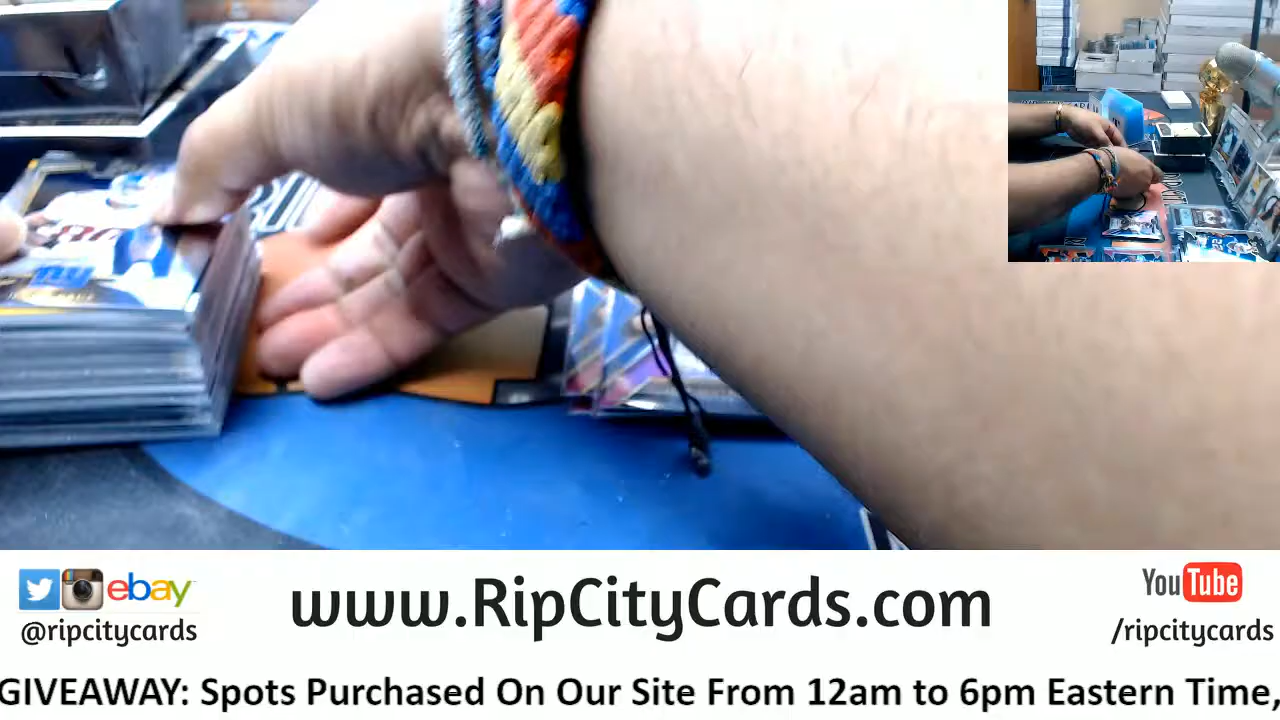 ny
ebay
@ripcitycards
www.RipCityCards.com
YouTube
/ripcitycards
GIVEAWAY: Spots Purchased On Our Site From 12am to 6pm Eastern Time,